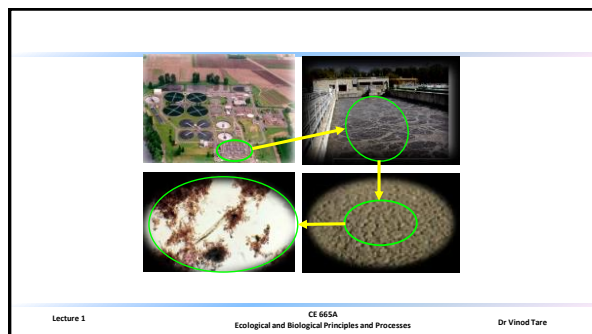 Lecture 1
CE 665A
Ecological and Biological Principles and Processes
Dr Vinod Tare